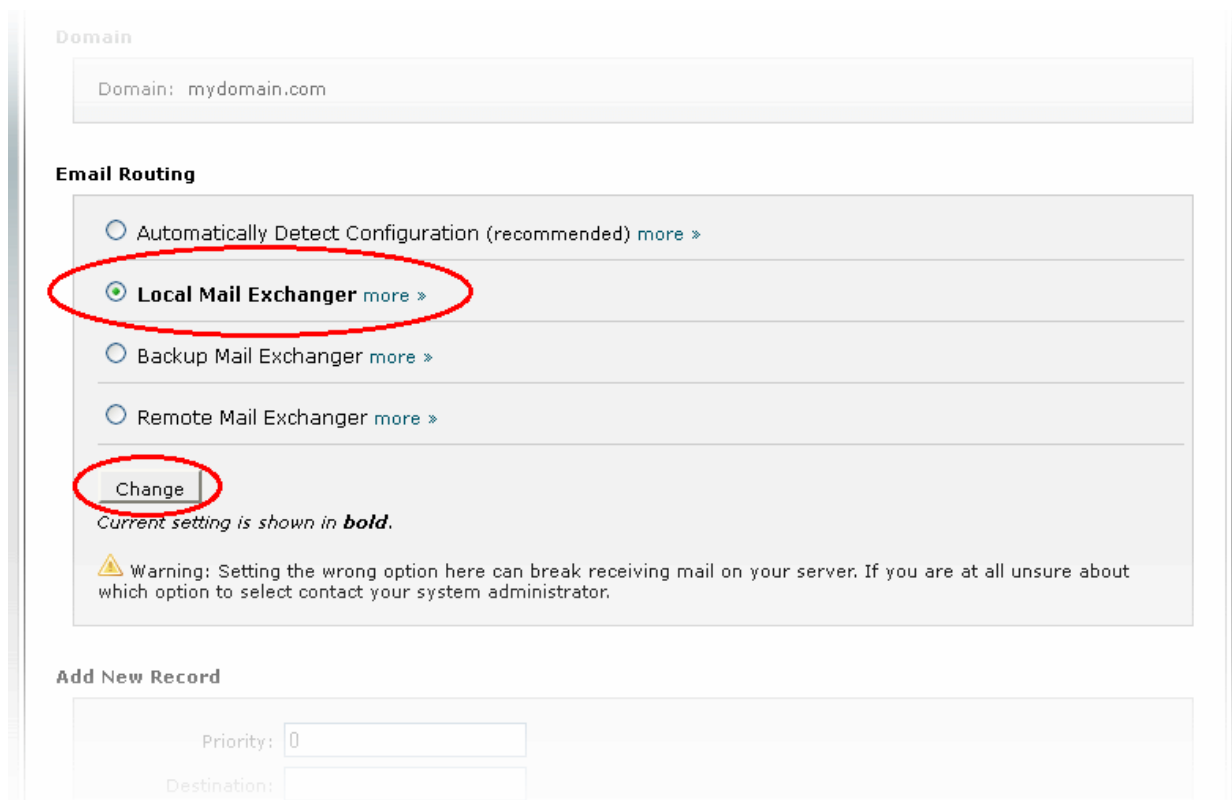 Domain
Domain: mydomain.com
Email Routing
Automatically Detect Configuration (recommended) more »
Local Mail Exchanger more »
Backup Mail Exchanger more »
Remote Mail Exchanger more »
Change
Current setting is shown in bold.
Warning: Setting the wrong option here can break receiving mail on your server. If you are at all unsure about
which option to select contact your system administrator.
Add New Record
Priority: 0
Destination: